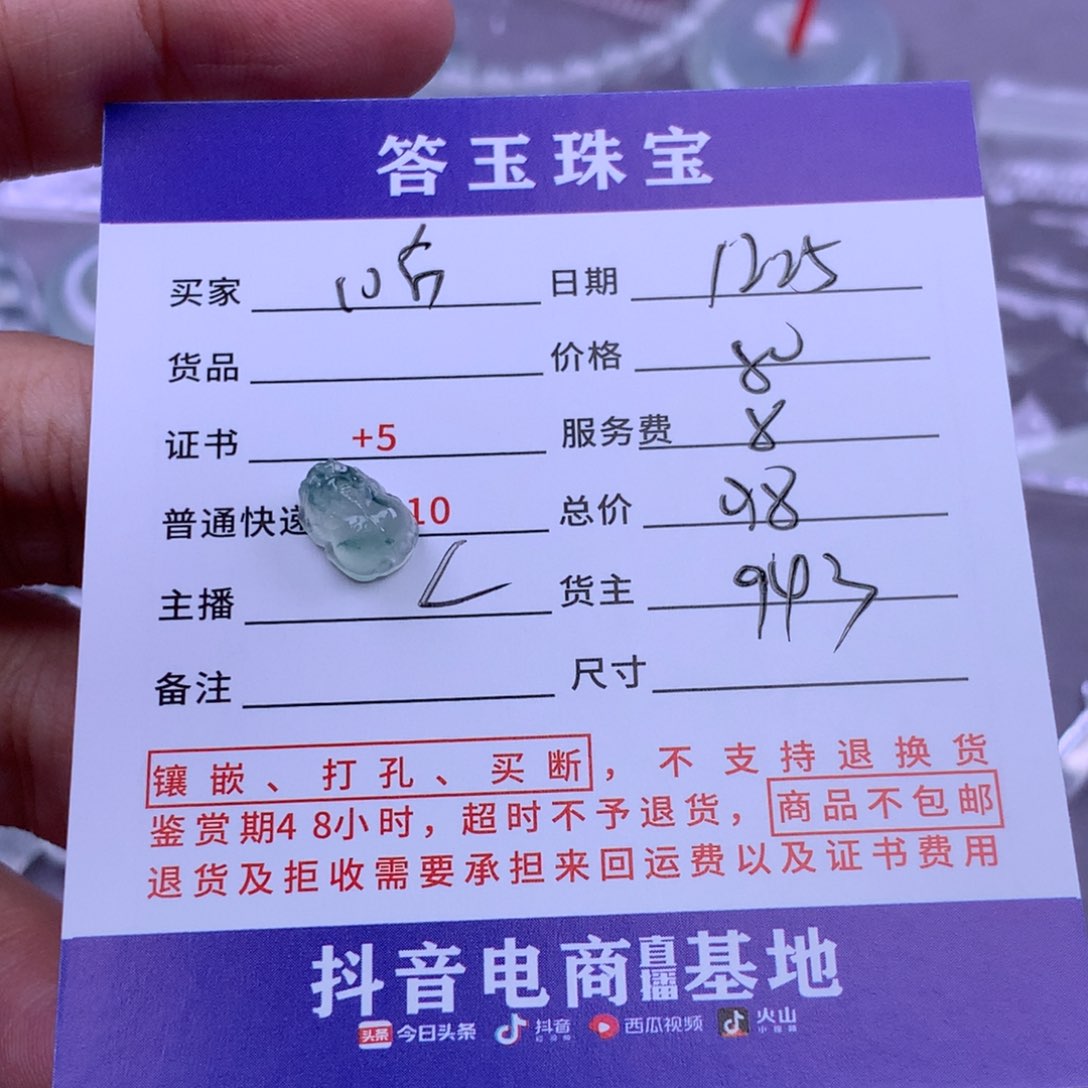 答玉珠宝
买家 日期 1225
货品 价格 80
证书 +5 服务费 8
普通快递 10 总价 98
主播 L 货主 943
备注 尺寸
镶嵌、打孔、买断，不支持退换货
鉴赏期48小时，超时不予退货，商品不包邮
退货及拒收需要承担来回运费以及证书费用
抖音电商直播基地
头条 今日头条 抖音 西瓜视频 火山